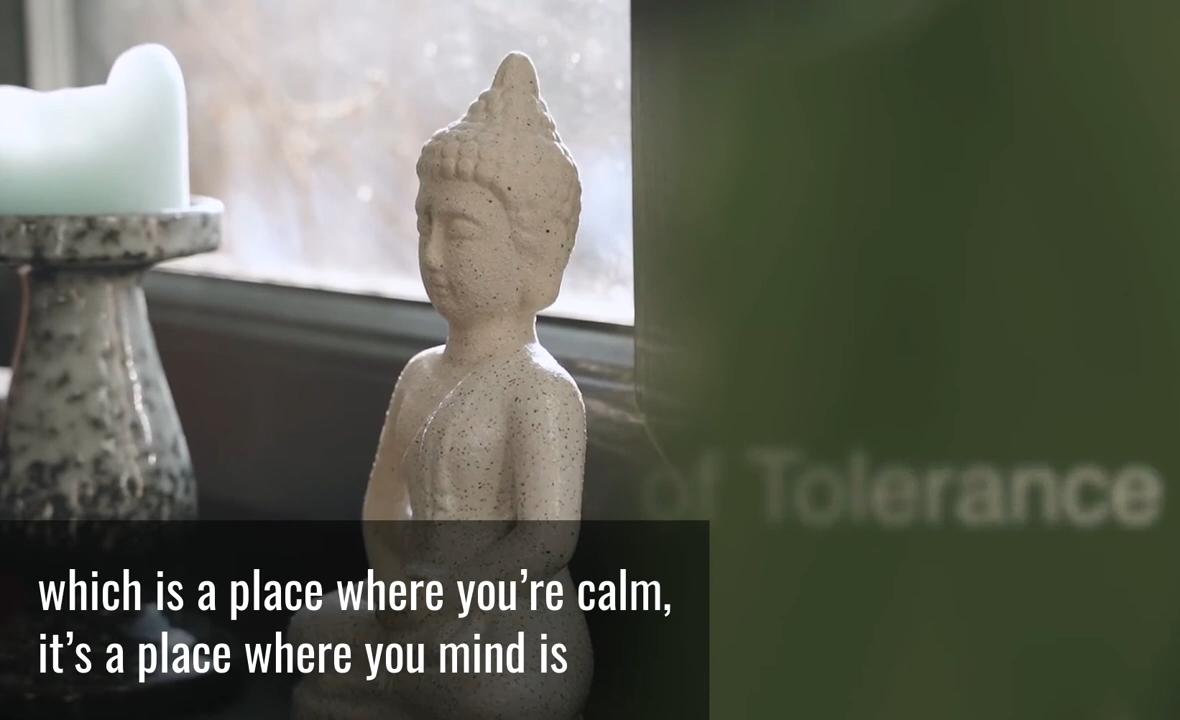 of Tolerance
which is a place where you’re calm,
it’s a place where you mind is